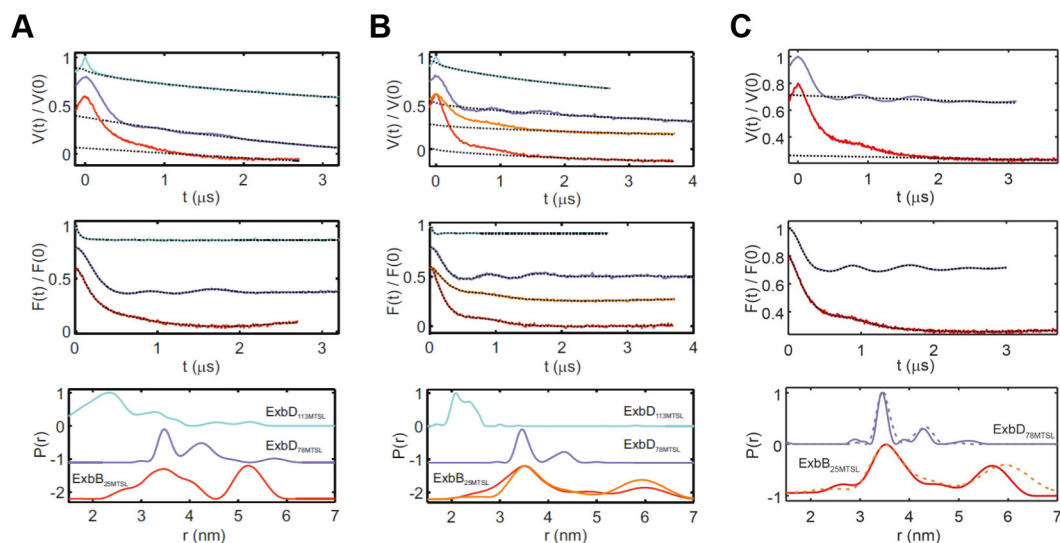 A
B
C
V(t) / V(0)
1
0.5
0
0
1
2
3
t (μs)
V(t) / V(0)
1
0.5
0
0
1
2
3
4
t (μs)
V(t) / V(0)
1
0.8
0.6
0.4
0
1
2
3
t (μs)
F(t) / F(0)
1
0.5
0
0
1
2
3
t (μs)
F(t) / F(0)
1
0.5
0
0
1
2
3
4
t (μs)
F(t) / F(0)
1
0.8
0.6
0.4
0
1
2
3
t (μs)
P(r)
1
0
-1
-2
ExbD113MTSL
ExbD78MTSL
ExbB25MTSL
2
3
4
5
6
7
r (nm)
P(r)
1
0
-1
-2
ExbD113MTSL
ExbD78MTSL
ExbB25MTSL
2
3
4
5
6
7
r (nm)
P(r)
1
0
-1
ExbD78MTSL
ExbB25MTSL
2
3
4
5
6
7
r (nm)